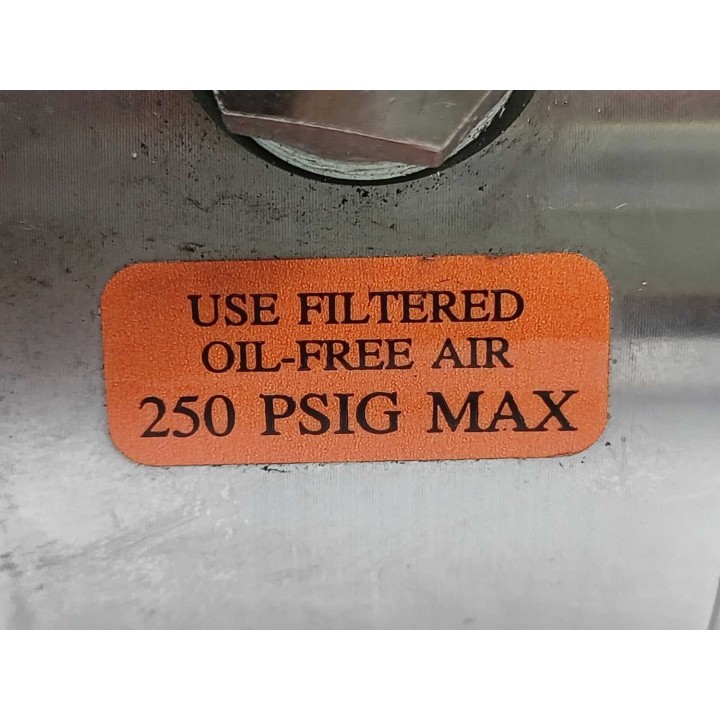 USE FILTERED
OIL-FREE AIR
250 PSIG MAX